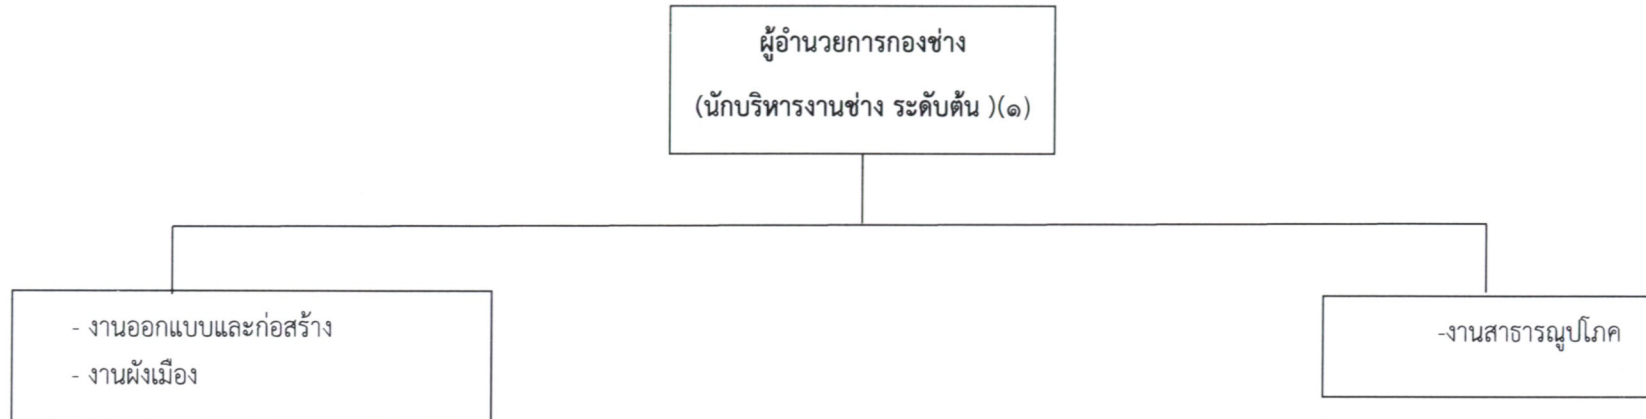 ผู้อำนวยการกองช่าง
(นักบริหารงานช่าง ระดับต้น )(๑)
- งานออกแบบและก่อสร้าง
- งานผังเมือง
-งานสาธารณูปโภค